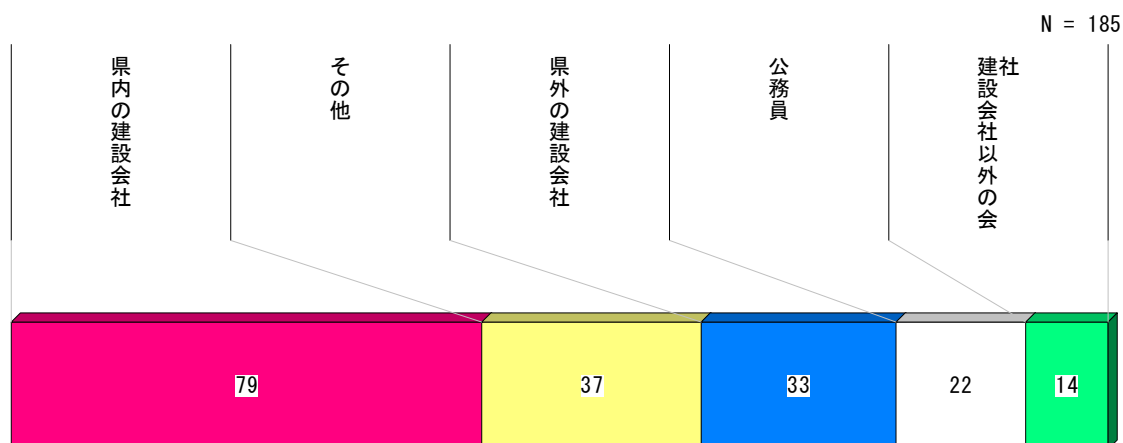 N = 185
県内の建設会社
その他
県外の建設会社
公務員
建設会社以外の会
社
79
37
33
22
14